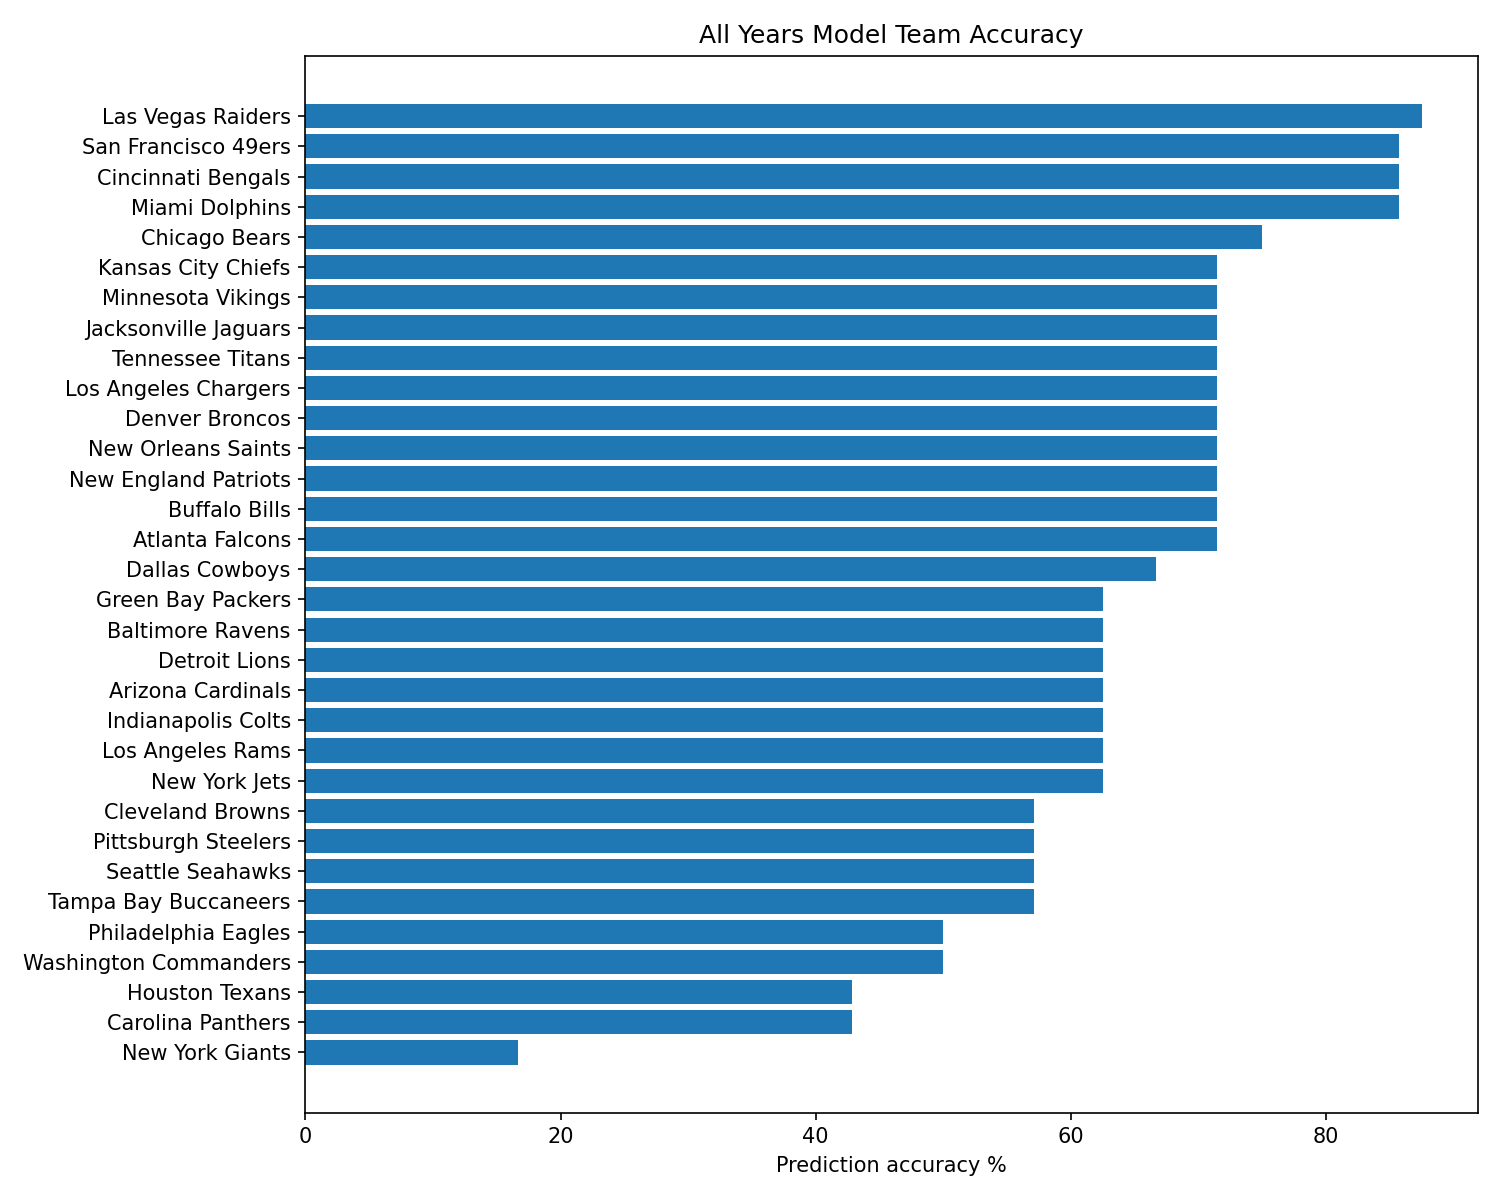 All Years Model Team Accuracy
Las Vegas Raiders
San Francisco 49ers
Cincinnati Bengals
Miami Dolphins
Chicago Bears
Kansas City Chiefs
Minnesota Vikings
Jacksonville Jaguars
Tennessee Titans
Los Angeles Chargers
Denver Broncos
New Orleans Saints
New England Patriots
Buffalo Bills
Atlanta Falcons
Dallas Cowboys
Green Bay Packers
Baltimore Ravens
Detroit Lions
Arizona Cardinals
Indianapolis Colts
Los Angeles Rams
New York Jets
Cleveland Browns
Pittsburgh Steelers
Seattle Seahawks
Tampa Bay Buccaneers
Philadelphia Eagles
Washington Commanders
Houston Texans
Carolina Panthers
New York Giants
0 20 40 60 80
Prediction accuracy %